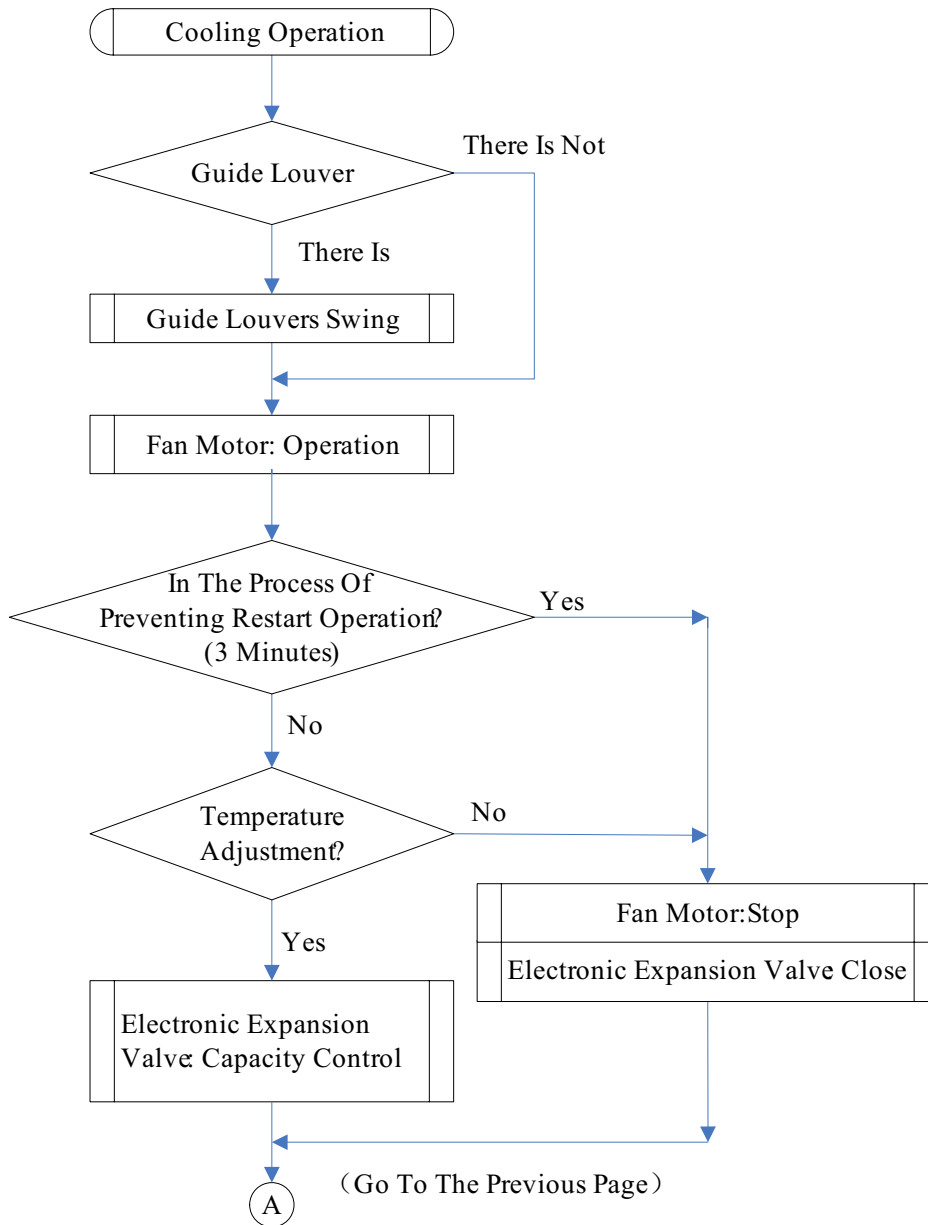 Cooling Operation
There Is Not
Guide Louver
There Is
Guide Louvers Swing
Fan Motor: Operation
In The Process Of
Preventing Restart Operation?
(3 Minutes)
Yes
No
Temperature
Adjustment?
No
Yes
Fan Motor:Stop
Electronic Expansion Valve: Close
Electronic Expansion
Valve: Capacity Control
（Go To The Previous Page）
A